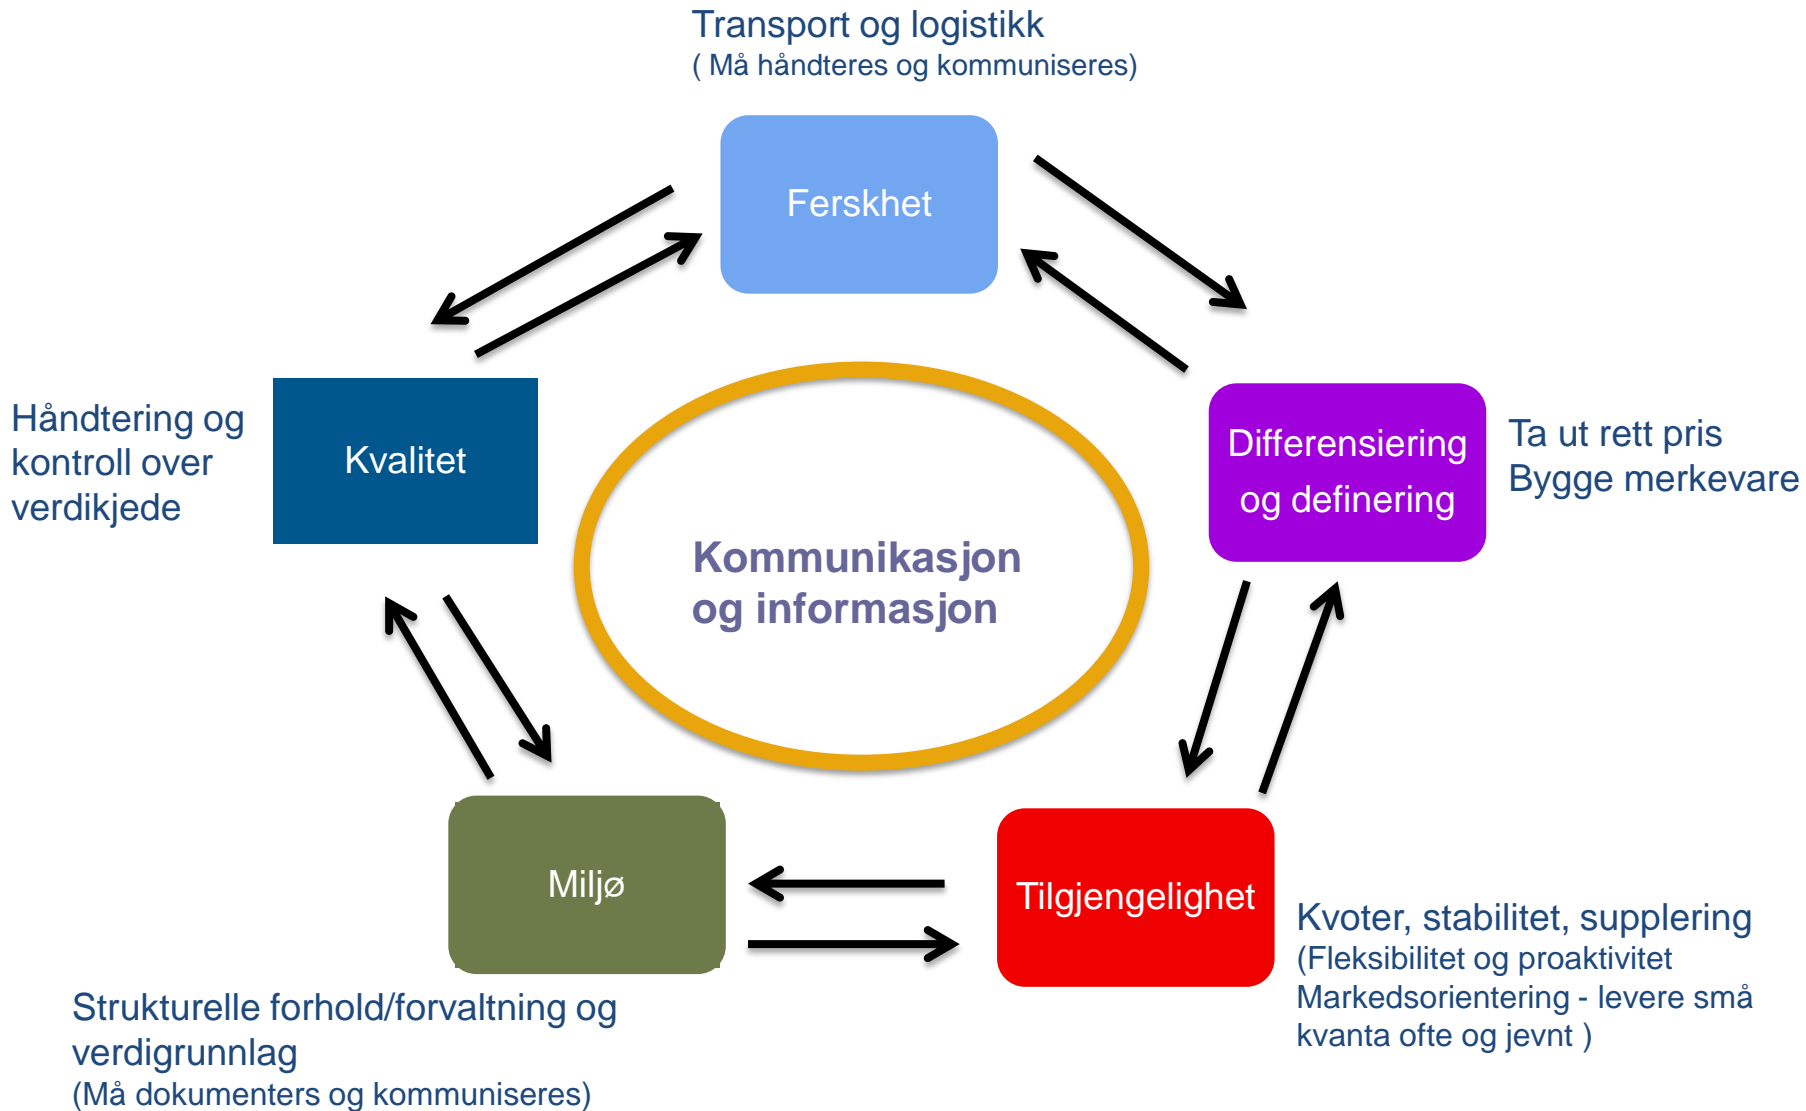 Transport og logistikk
( Må håndteres og kommuniseres)
Ferskhet
Håndtering og
kontroll over
verdikjede
Kvalitet
Differensiering
og definering
Ta ut rett pris
Bygge merkevare
Kommunikasjon
og informasjon
Miljø
Tilgjengelighet
Kvoter, stabilitet, supplering
(Fleksibilitet og proaktivitet
Markedsorientering - levere små
kvanta ofte og jevnt )
Strukturelle forhold/forvaltning og
verdigrunnlag
(Må dokumenters og kommuniseres)